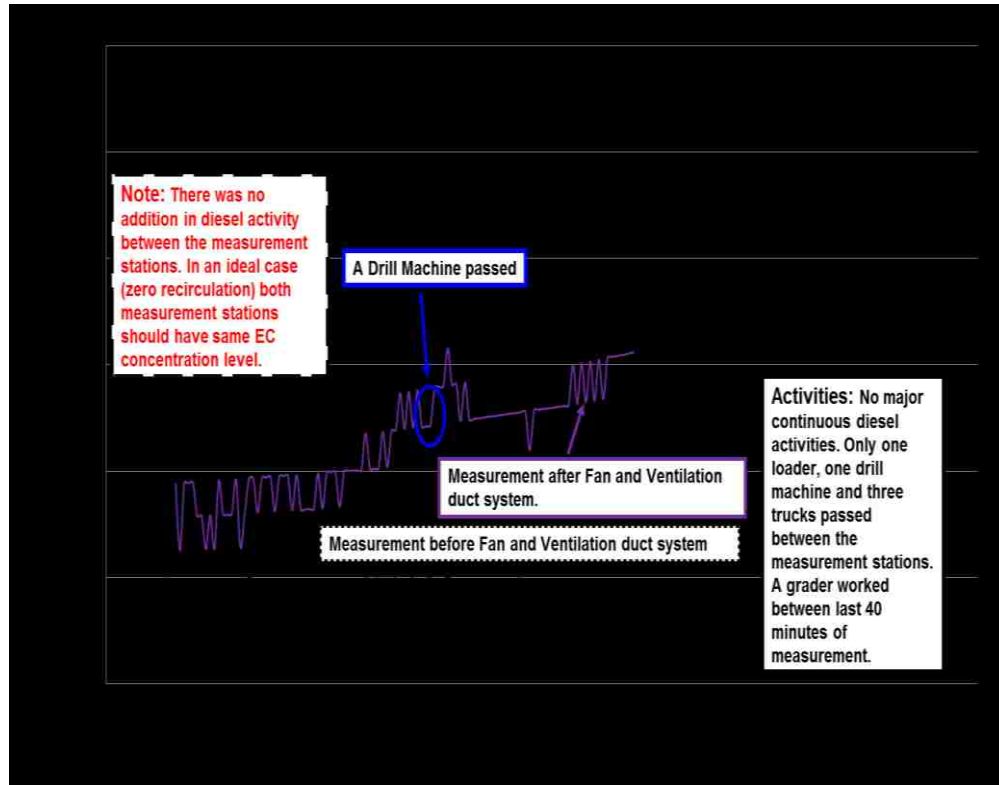 Note: There was no
addition in diesel activity
between the measurement
stations. In an ideal case
(zero recirculation) both
measurement stations
should have same EC
concentration level.
A Drill Machine passed
Measurement after Fan and Ventilation
duct system.
Measurement before Fan and Ventilation duct system
Activities: No major
continuous diesel
activities. Only one
loader, one drill
machine and three
trucks passed
between the
measurement stations.
A grader worked
between last 40
minutes of
measurement.